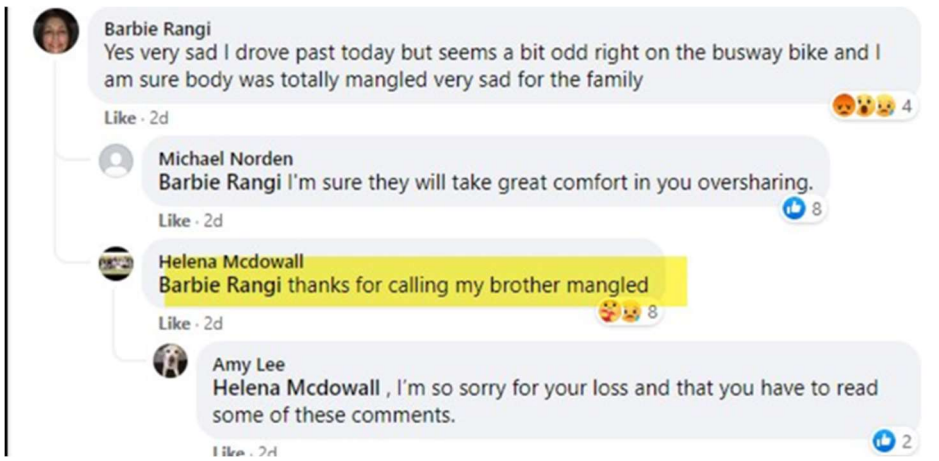 Barbie Rangi
Yes very sad I drove past today but seems a bit odd right on the busway bike and I
am sure body was totally mangled very sad for the family
4
Like · 2d
Michael Norden
Barbie Rangi I'm sure they will take great comfort in you oversharing.
8
Like · 2d
Helena Mcdowall
Barbie Rangi thanks for calling my brother mangled
8
Like · 2d
Amy Lee
Helena Mcdowall , I'm so sorry for your loss and that you have to read
some of these comments.
2
Like · 2d